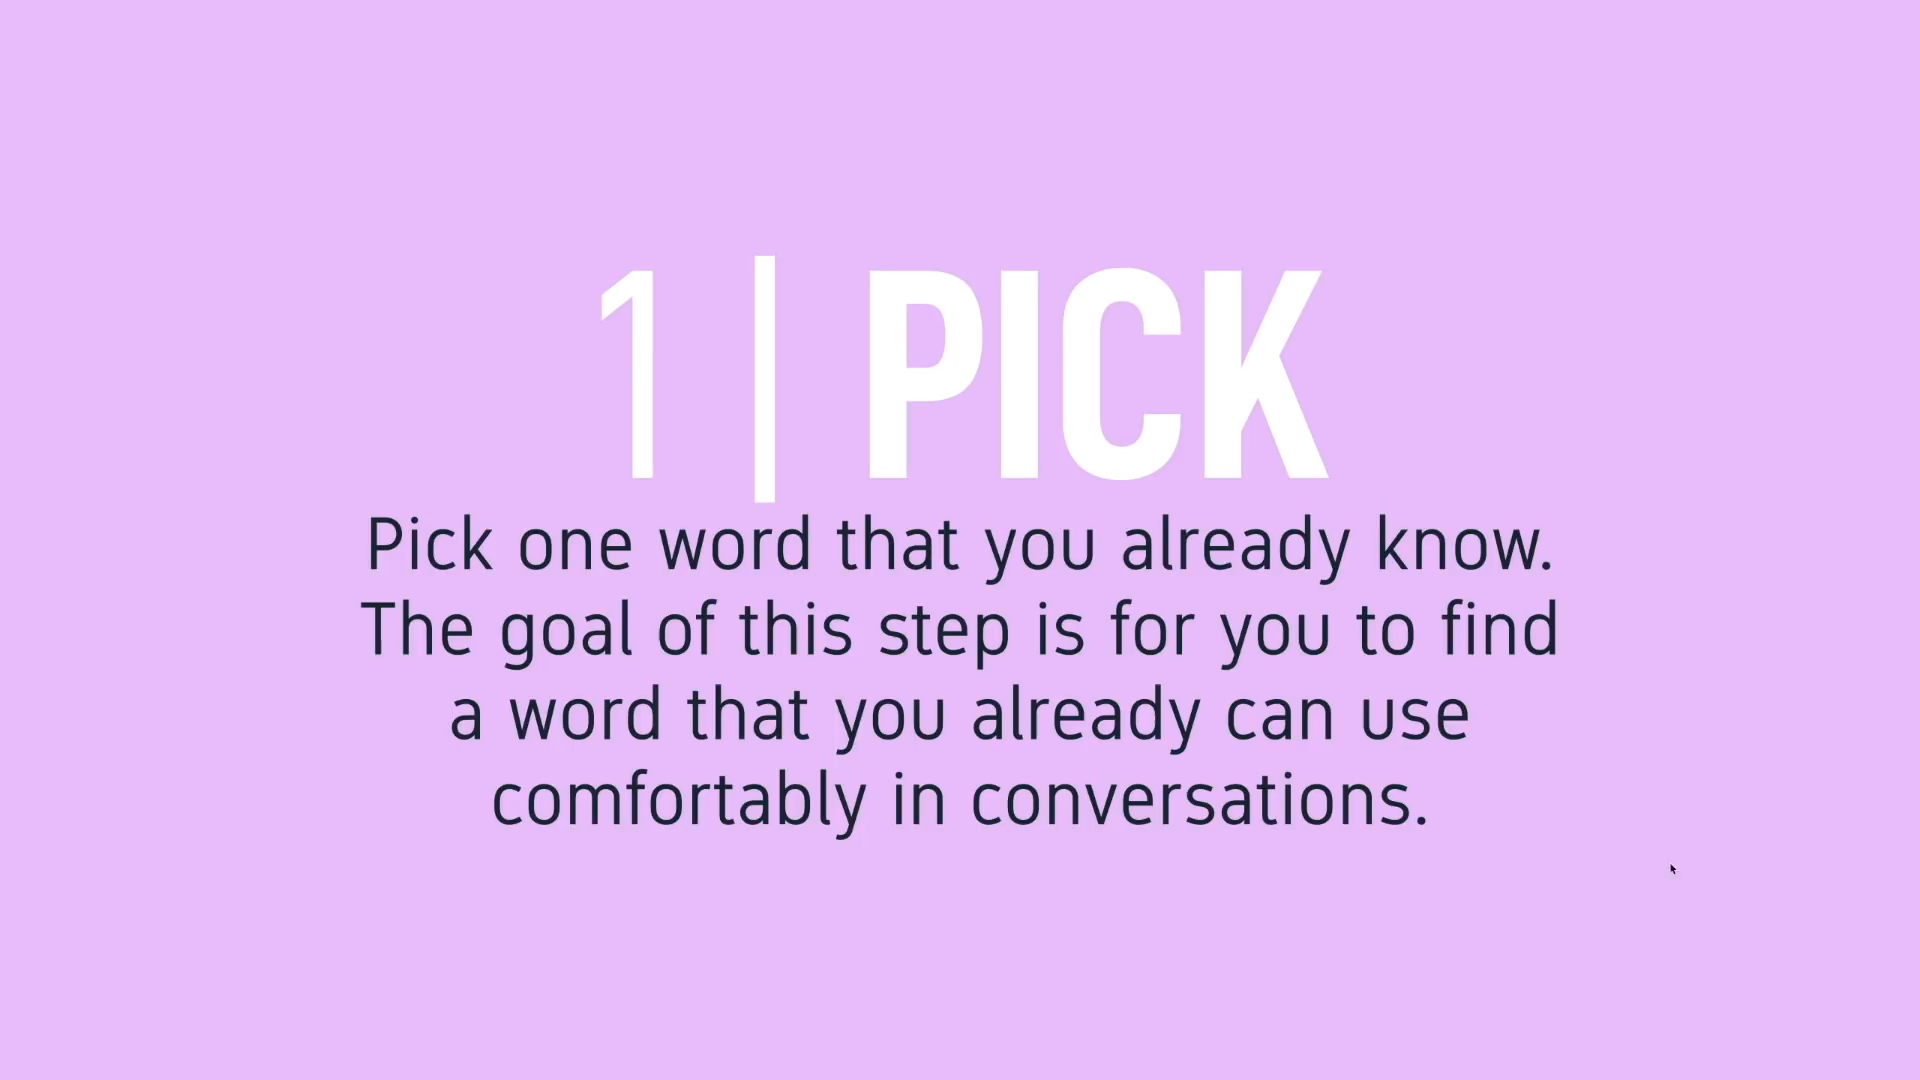 1 | PICK
Pick one word that you already know.
The goal of this step is for you to find
a word that you already can use
comfortably in conversations.